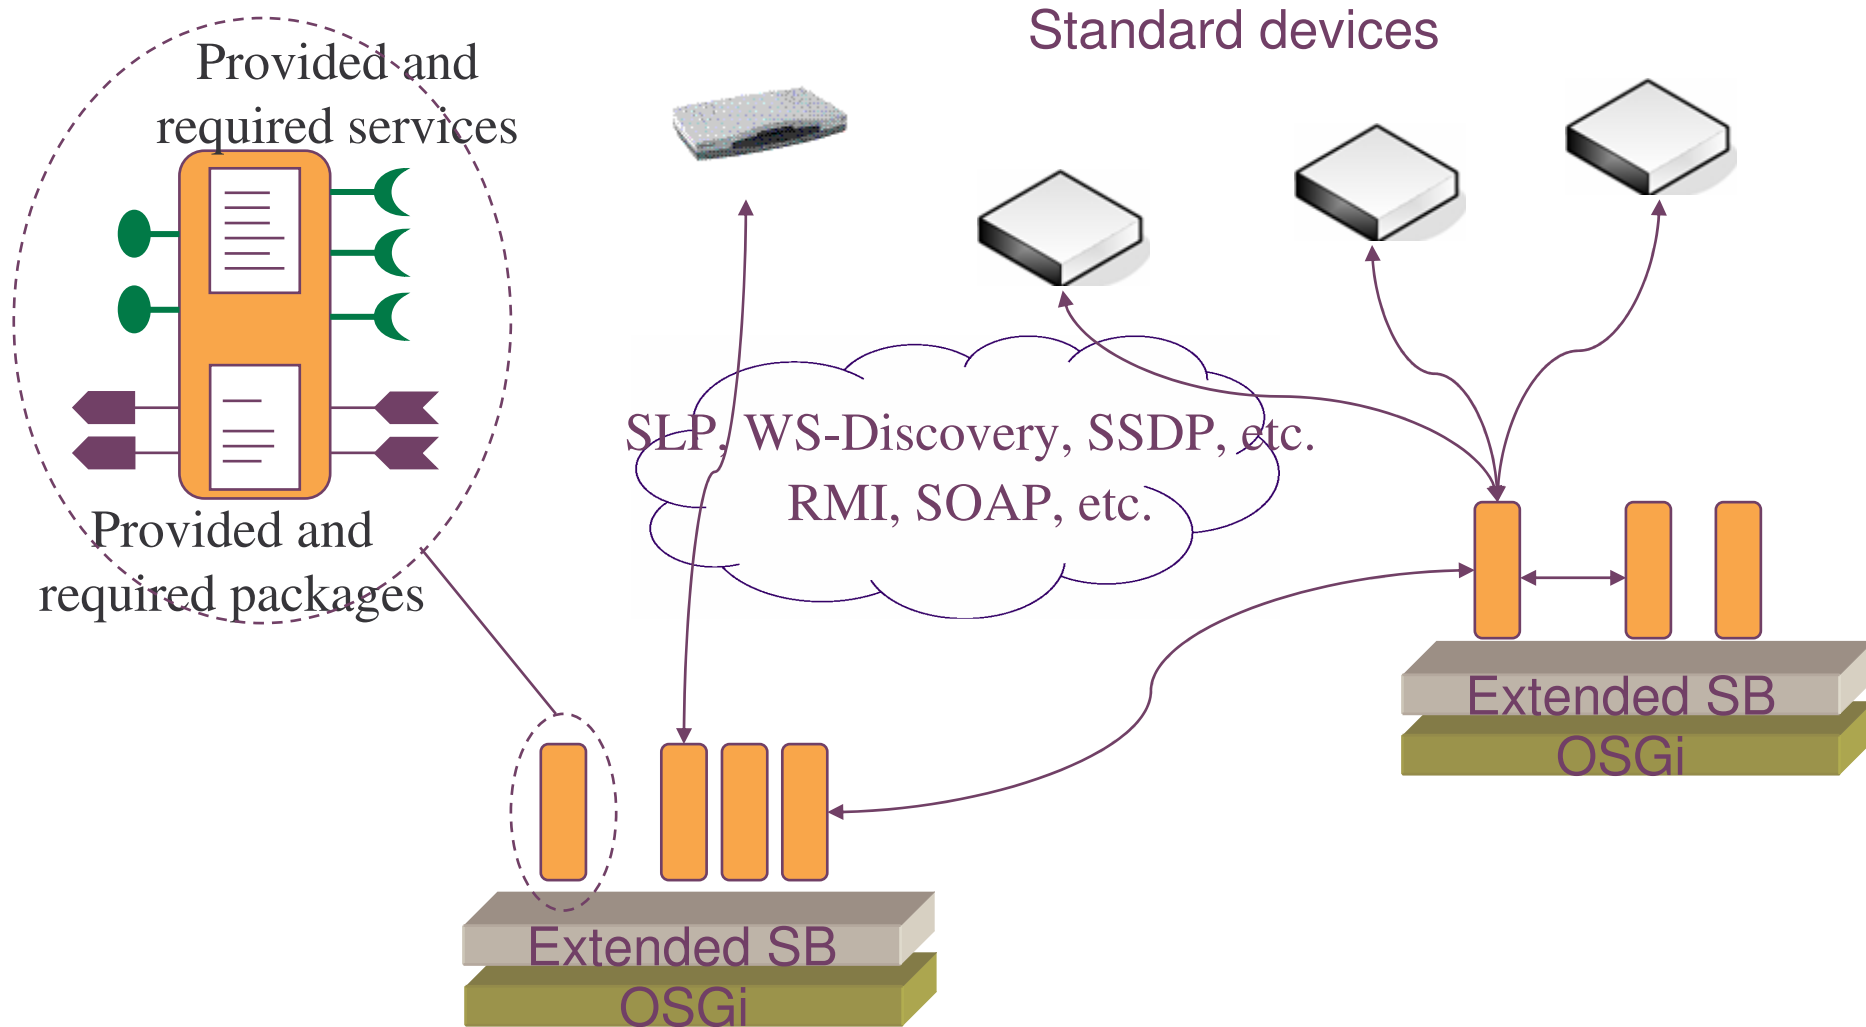 Standard devices
Provided and
required services
SLP, WS-Discovery, SSDP, etc.
RMI, SOAP, etc.
Provided and
required packages
Extended SB
OSGi
Extended SB
OSGi